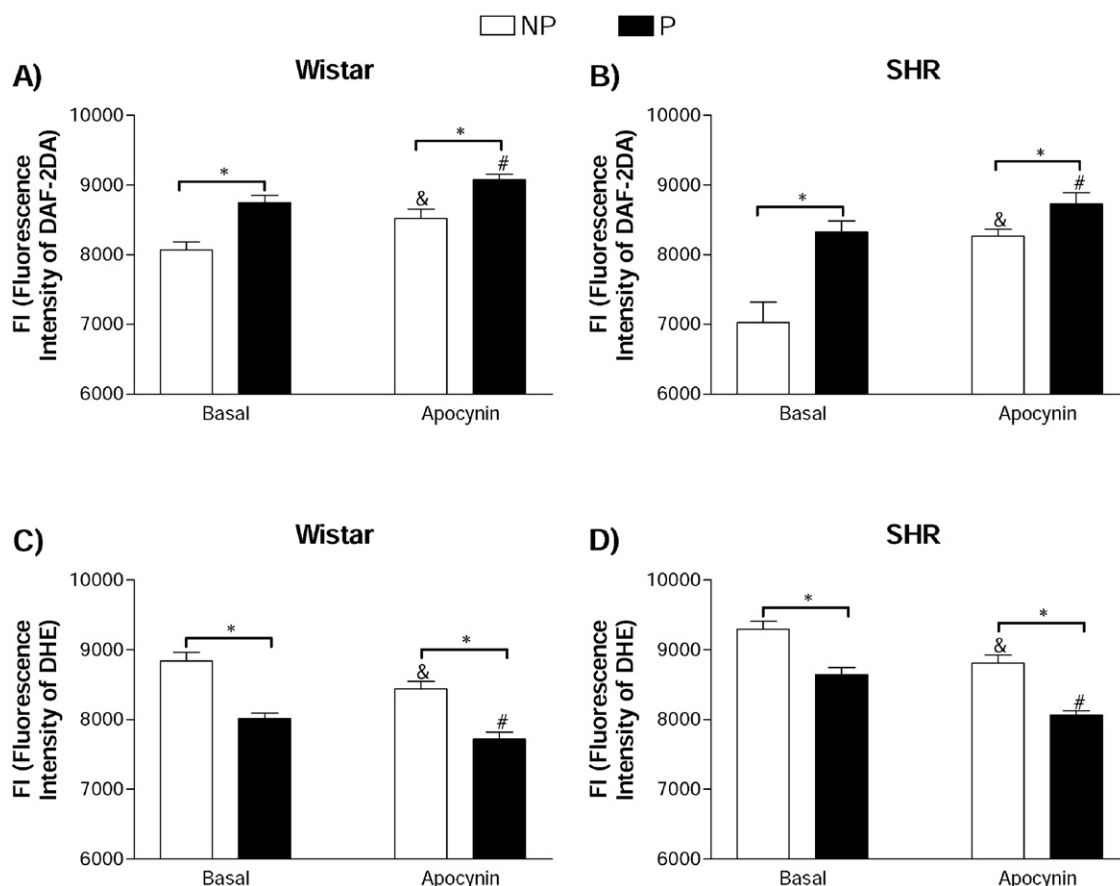 NP P
A) Wistar
FI (Fluorescence
Intensity of DAF-2DA)
10000
9000
8000
7000
6000
*
*
&
#
Basal Apocynin
B) SHR
FI (Fluorescence
Intensity of DAF-2DA)
10000
9000
8000
7000
6000
*
*
&
#
Basal Apocynin
C) Wistar
FI (Fluorescence
Intensity of DHE)
10000
9000
8000
7000
6000
*
*
&
#
Basal Apocynin
D) SHR
FI (Fluorescence
Intensity of DHE)
10000
9000
8000
7000
6000
*
*
&
#
Basal Apocynin